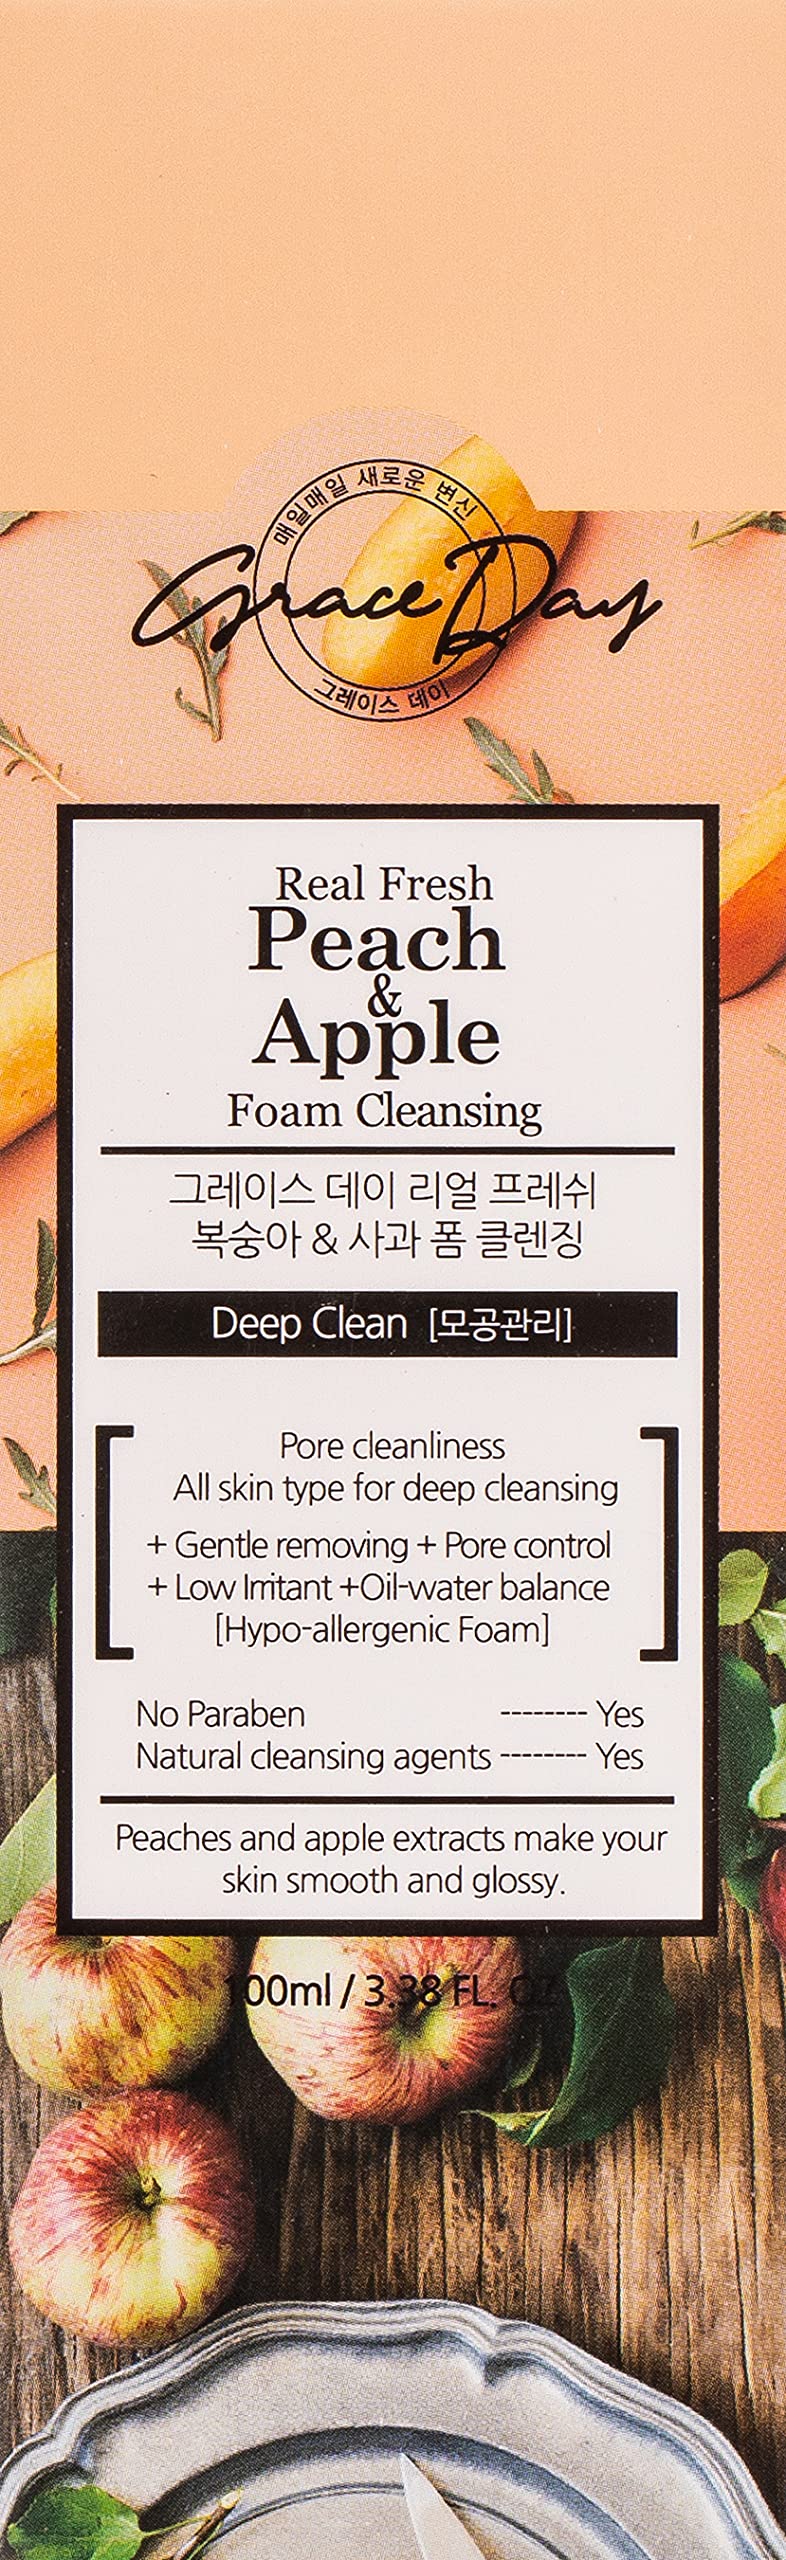 매일매일 새로운 변신
Grace Day
그레이스 데이
Real Fresh
Peach
&
Apple
Foam Cleansing
그레이스 데이 리얼 프레쉬
복숭아 & 사과 폼 클렌징
Deep Clean [모공관리]
Pore cleanliness
All skin type for deep cleansing
+ Gentle removing + Pore control
+ Low Irritant +Oil-water balance
[Hypo-allergenic Foam]
No Paraben -------- Yes
Natural cleansing agents -------- Yes
Peaches and apple extracts make your
skin smooth and glossy.
100ml / 3.38 FL. OZ